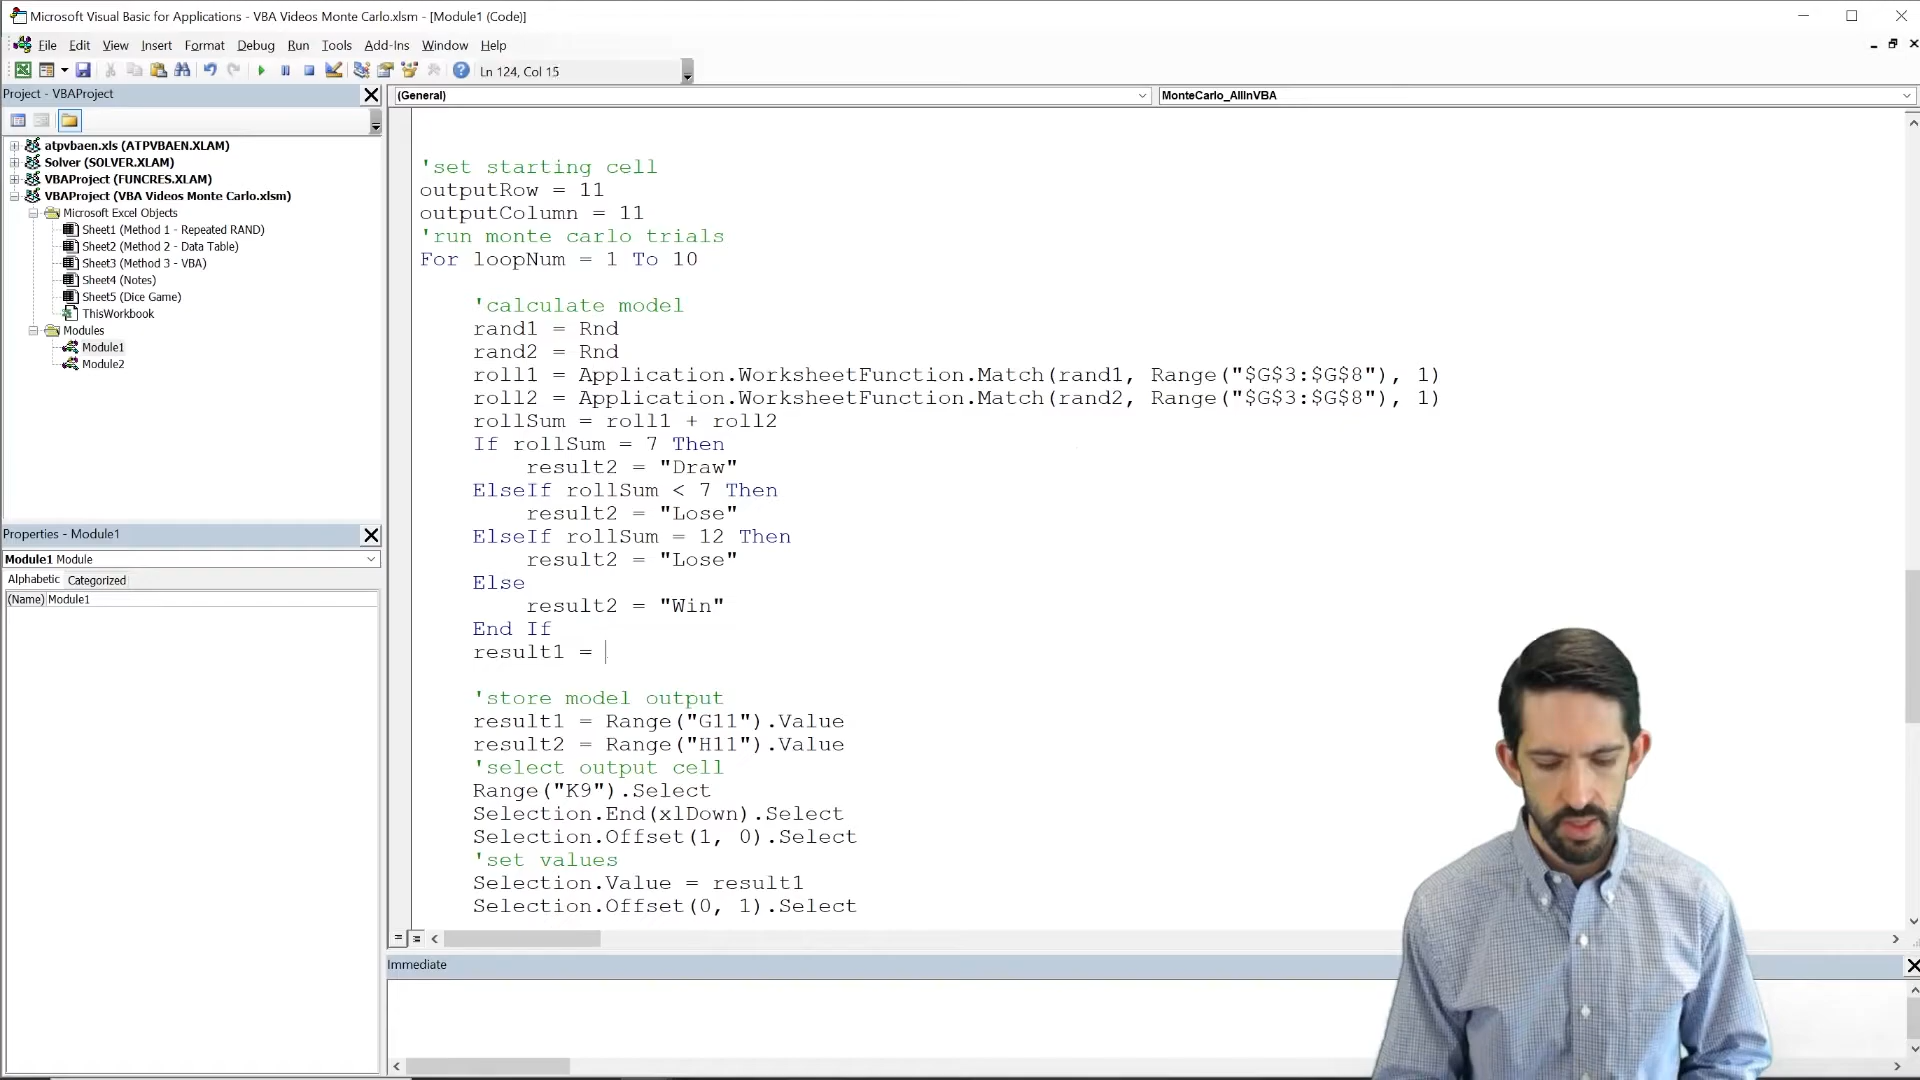 Microsoft Visual Basic for Applications - VBA Videos Monte Carlo.xlsm - [Module1 (Code)]
File Edit View Insert Format Debug Run Tools Add-Ins Window Help
Ln 124, Col 15
Project - VBAProject
(General)
MonteCarlo_AllInVBA
atpvbaen.xls (ATPVBAEN.XLAM)
Solver (SOLVER.XLAM)
VBAProject (FUNCRES.XLAM)
VBAProject (VBA Videos Monte Carlo.xlsm)
Microsoft Excel Objects
Sheet1 (Method 1 - Repeated RAND)
Sheet2 (Method 2 - Data Table)
Sheet3 (Method 3 - VBA)
Sheet4 (Notes)
Sheet5 (Dice Game)
ThisWorkbook
Modules
Module1
Module2
Properties - Module1
Module1 Module
Alphabetic Categorized
(Name) Module1
'set starting cell
outputRow = 11
outputColumn = 11
'run monte carlo trials
For loopNum = 1 To 10
'calculate model
rand1 = Rnd
rand2 = Rnd
roll1 = Application.WorksheetFunction.Match(rand1, Range("$G$3:$G$8"), 1)
roll2 = Application.WorksheetFunction.Match(rand2, Range("$G$3:$G$8"), 1)
rollSum = roll1 + roll2
If rollSum = 7 Then
result2 = "Draw"
ElseIf rollSum < 7 Then
result2 = "Lose"
ElseIf rollSum = 12 Then
result2 = "Lose"
Else
result2 = "Win"
End If
result1 =
'store model output
result1 = Range("G11").Value
result2 = Range("H11").Value
'select output cell
Range("K9").Select
Selection.End(xlDown).Select
Selection.Offset(1, 0).Select
'set values
Selection.Value = result1
Selection.Offset(0, 1).Select
Immediate